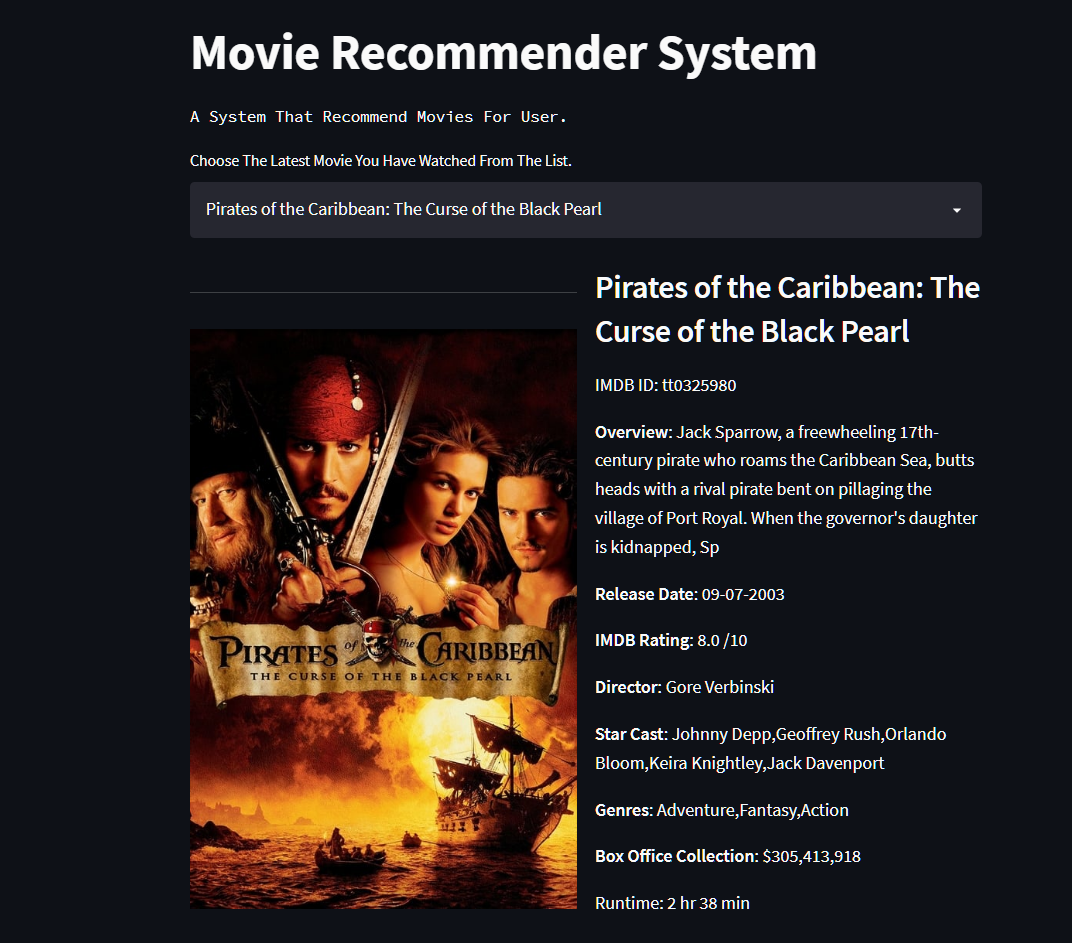 Movie Recommender System
A System That Recommend Movies For User.
Choose The Latest Movie You Have Watched From The List.
Pirates of the Caribbean: The Curse of the Black Pearl
PIRATES of the CARIBBEAN
THE CURSE OF THE BLACK PEARL
Pirates of the Caribbean: The
Curse of the Black Pearl
IMDB ID: tt0325980
Overview: Jack Sparrow, a freewheeling 17th-
century pirate who roams the Caribbean Sea, butts
heads with a rival pirate bent on pillaging the
village of Port Royal. When the governor's daughter
is kidnapped, Sp
Release Date: 09-07-2003
IMDB Rating: 8.0 /10
Director: Gore Verbinski
Star Cast: Johnny Depp,Geoffrey Rush,Orlando
Bloom,Keira Knightley,Jack Davenport
Genres: Adventure,Fantasy,Action
Box Office Collection: $305,413,918
Runtime: 2 hr 38 min